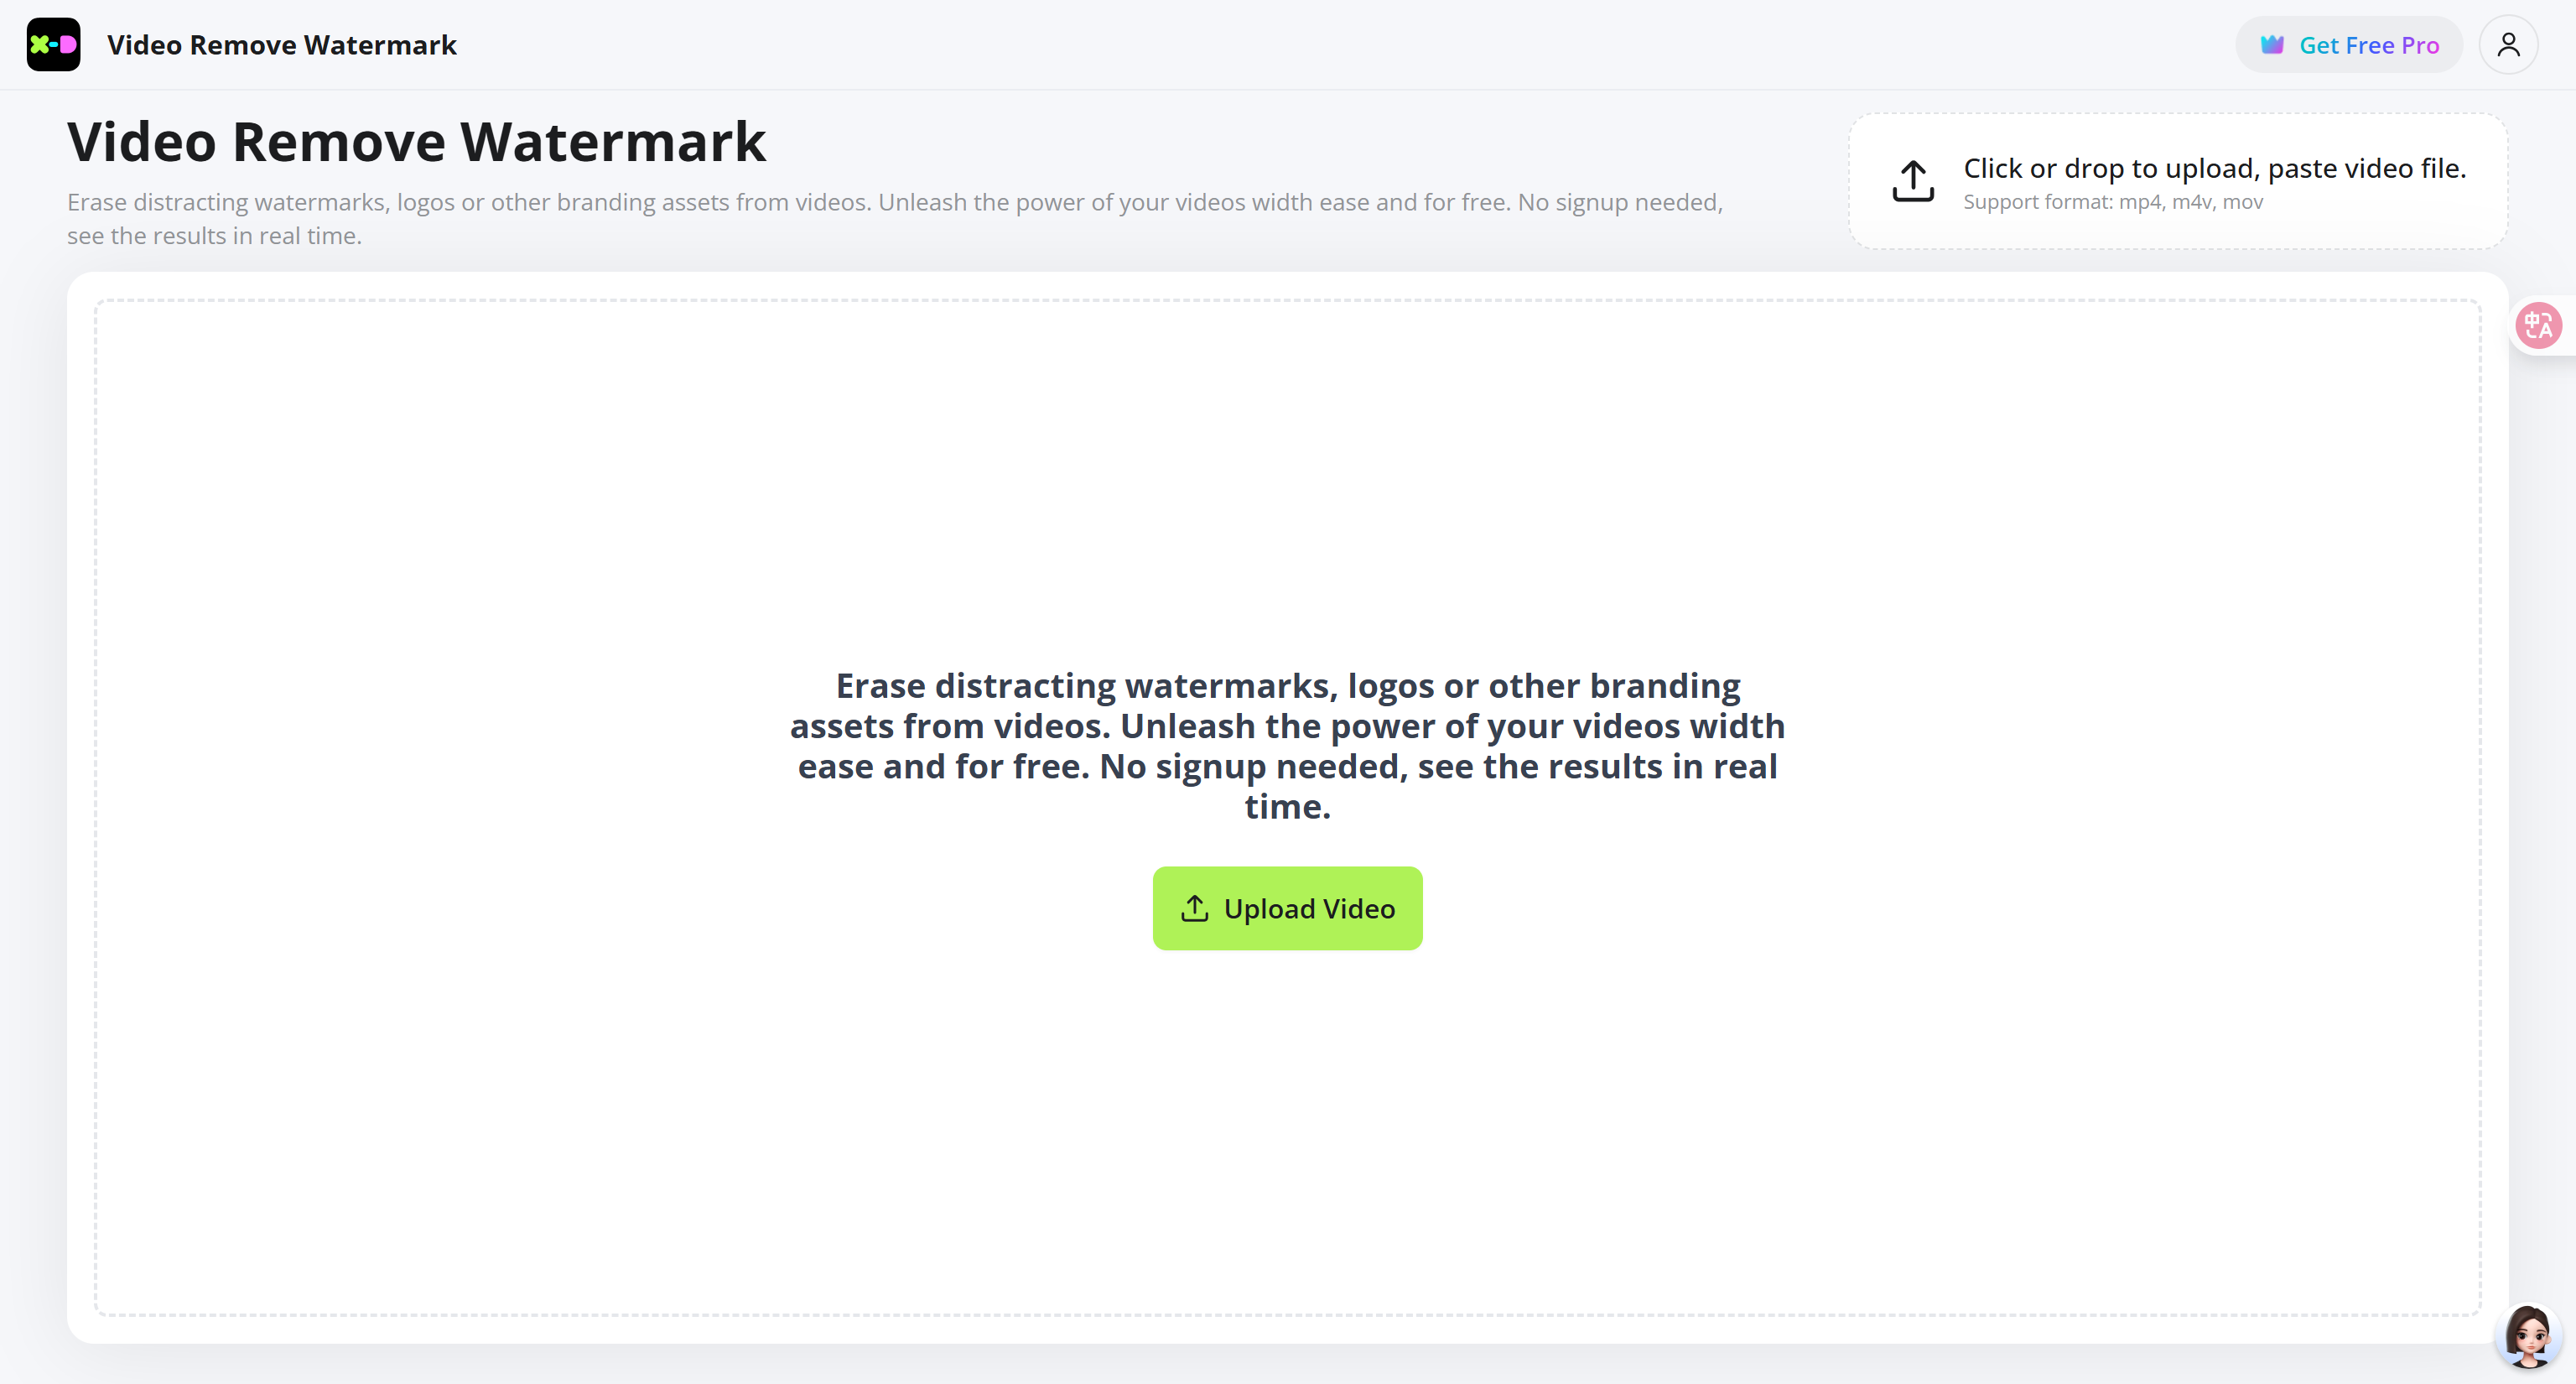 X-D
Video Remove Watermark
Get Free Pro
Video Remove Watermark
Erase distracting watermarks, logos or other branding assets from videos. Unleash the power of your videos width ease and for free. No signup needed,
see the results in real time.
Click or drop to upload, paste video file.
Support format: mp4, m4v, mov
中A
Erase distracting watermarks, logos or other branding
assets from videos. Unleash the power of your videos width
ease and for free. No signup needed, see the results in real
time.
Upload Video